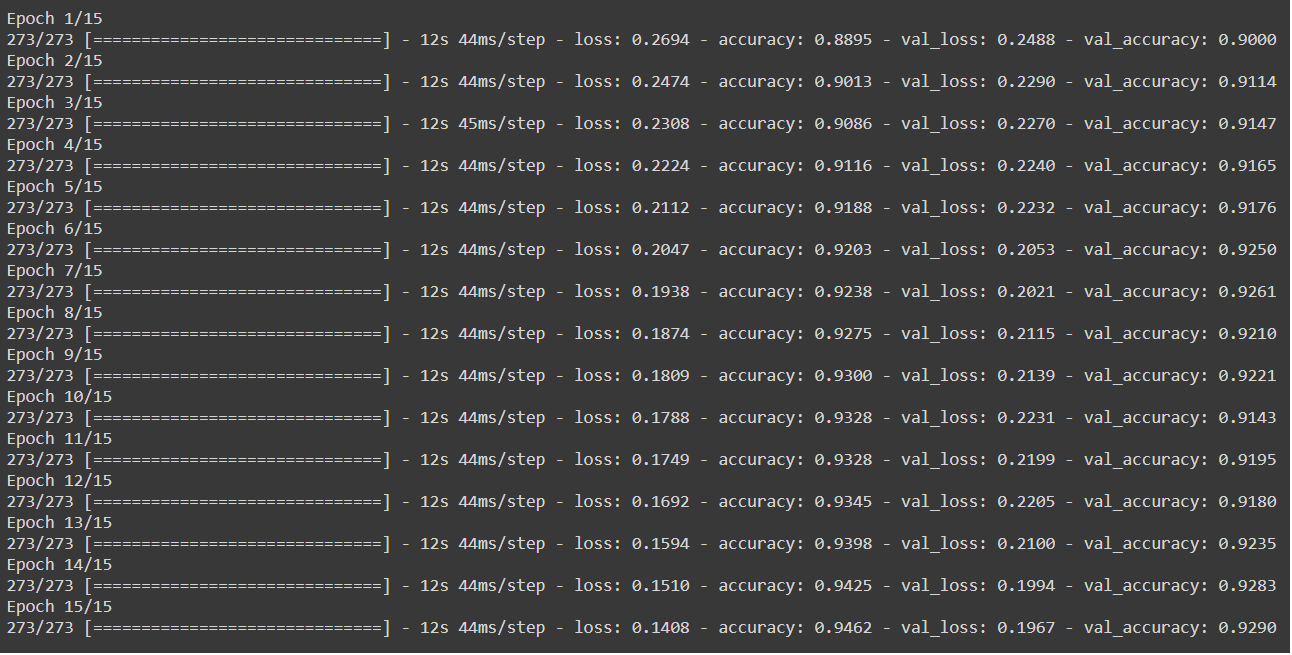 Epoch 1/15
273/273 [==============================] - 12s 44ms/step - loss: 0.2694 - accuracy: 0.8895 - val_loss: 0.2488 - val_accuracy: 0.9000
Epoch 2/15
273/273 [==============================] - 12s 44ms/step - loss: 0.2474 - accuracy: 0.9013 - val_loss: 0.2290 - val_accuracy: 0.9114
Epoch 3/15
273/273 [==============================] - 12s 45ms/step - loss: 0.2308 - accuracy: 0.9086 - val_loss: 0.2270 - val_accuracy: 0.9147
Epoch 4/15
273/273 [==============================] - 12s 44ms/step - loss: 0.2224 - accuracy: 0.9116 - val_loss: 0.2240 - val_accuracy: 0.9165
Epoch 5/15
273/273 [==============================] - 12s 44ms/step - loss: 0.2112 - accuracy: 0.9188 - val_loss: 0.2232 - val_accuracy: 0.9176
Epoch 6/15
273/273 [==============================] - 12s 44ms/step - loss: 0.2047 - accuracy: 0.9203 - val_loss: 0.2053 - val_accuracy: 0.9250
Epoch 7/15
273/273 [==============================] - 12s 44ms/step - loss: 0.1938 - accuracy: 0.9238 - val_loss: 0.2021 - val_accuracy: 0.9261
Epoch 8/15
273/273 [==============================] - 12s 44ms/step - loss: 0.1874 - accuracy: 0.9275 - val_loss: 0.2115 - val_accuracy: 0.9210
Epoch 9/15
273/273 [==============================] - 12s 44ms/step - loss: 0.1809 - accuracy: 0.9300 - val_loss: 0.2139 - val_accuracy: 0.9221
Epoch 10/15
273/273 [==============================] - 12s 44ms/step - loss: 0.1788 - accuracy: 0.9328 - val_loss: 0.2231 - val_accuracy: 0.9143
Epoch 11/15
273/273 [==============================] - 12s 44ms/step - loss: 0.1749 - accuracy: 0.9328 - val_loss: 0.2199 - val_accuracy: 0.9195
Epoch 12/15
273/273 [==============================] - 12s 44ms/step - loss: 0.1692 - accuracy: 0.9345 - val_loss: 0.2205 - val_accuracy: 0.9180
Epoch 13/15
273/273 [==============================] - 12s 44ms/step - loss: 0.1594 - accuracy: 0.9398 - val_loss: 0.2100 - val_accuracy: 0.9235
Epoch 14/15
273/273 [==============================] - 12s 44ms/step - loss: 0.1510 - accuracy: 0.9425 - val_loss: 0.1994 - val_accuracy: 0.9283
Epoch 15/15
273/273 [==============================] - 12s 44ms/step - loss: 0.1408 - accuracy: 0.9462 - val_loss: 0.1967 - val_accuracy: 0.9290